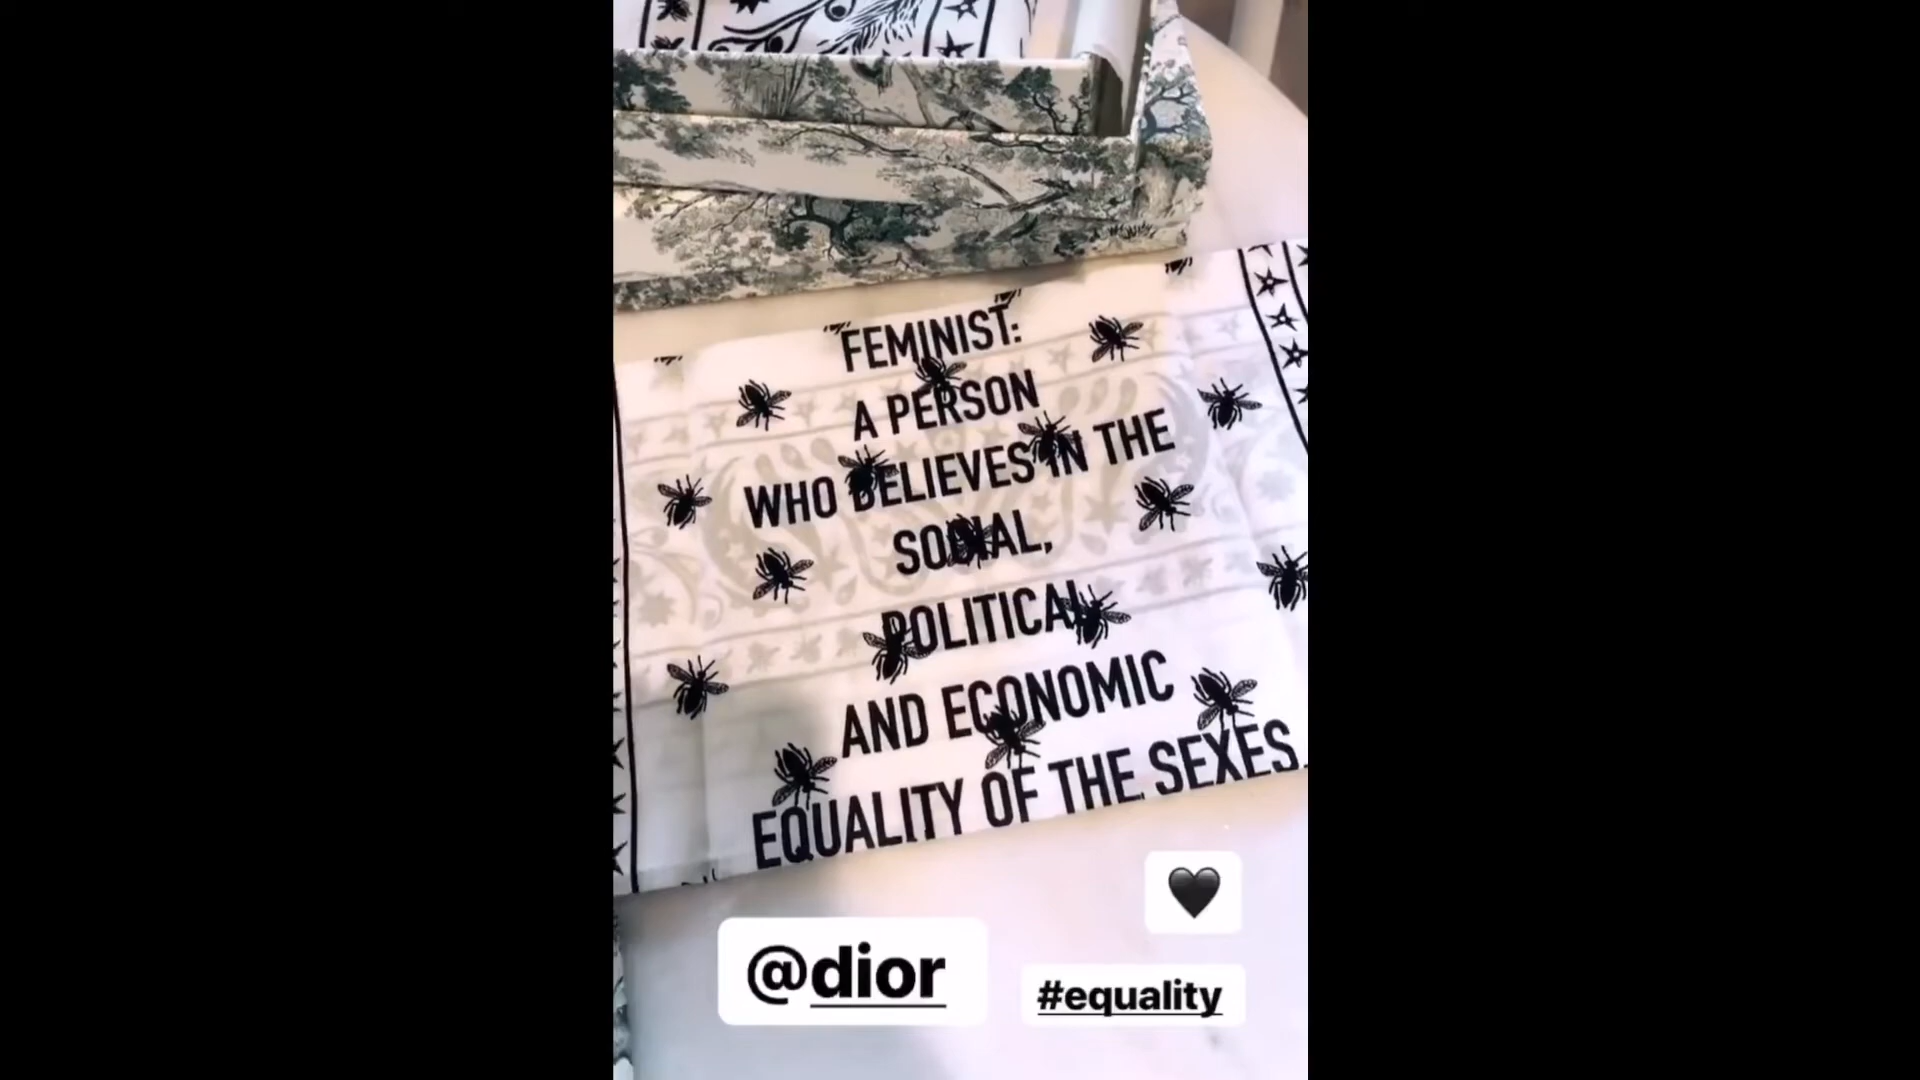 FEMINIST:
A PERSON
WHO BELIEVES IN THE
SOCIAL,
POLITICAL
AND ECONOMIC
EQUALITY OF THE SEXES.
🖤
@dior
#equality